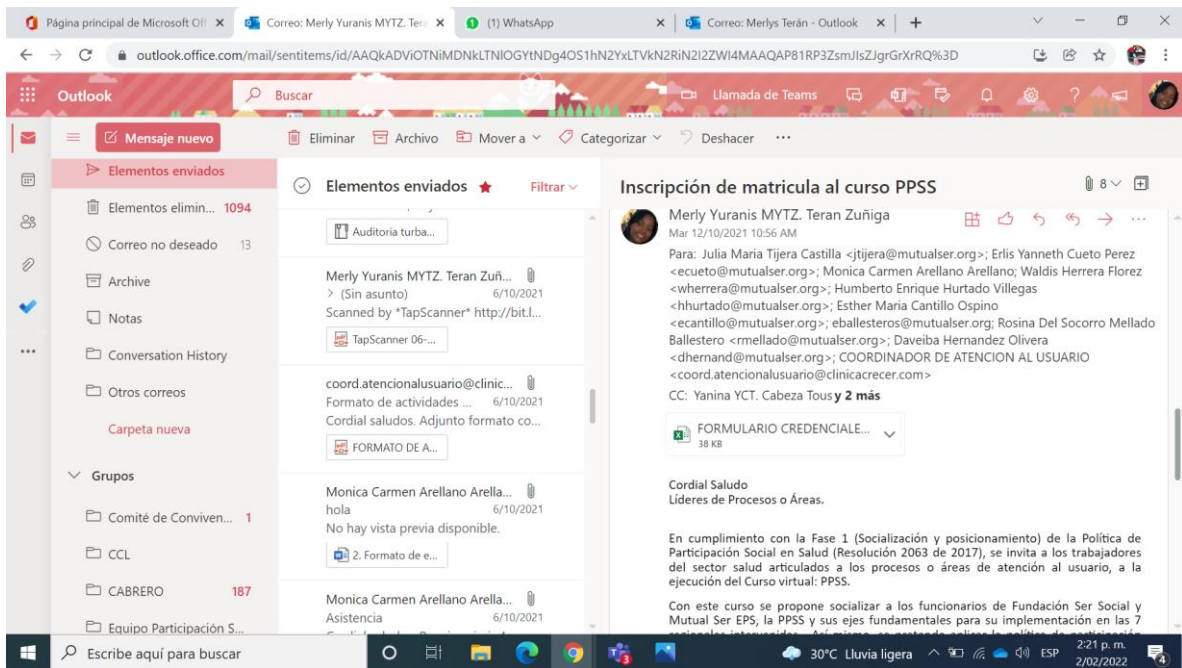 Página principal de Microsoft Off
Correo: Merly Yuranis MYTZ. Tera
(1) WhatsApp
Correo: Merlys Terán - Outlook
outlook.office.com/mail/sentitems/id/
Outlook
Buscar
Llamada de Teams
Mensaje nuevo
Eliminar
Archivo
Mover a
Categorizar
Deshacer
Elementos enviados
Elementos elimin... 1094
Correo no deseado 13
Archive
Notas
Conversation History
Otros correos
Carpeta nueva
Grupos
Comité de Conviven... 1
CCL
CABRERO 187
Equipo Participación S...
Elementos enviados
Filtrar
Auditoria turba...
Merly Yuranis MYTZ. Teran Zuñ...
> (Sin asunto) 6/10/2021
Scanned by *TapScanner* http://bit.l...
TapScanner 06-...
coord.atencionalusuario@clinic...
Formato de actividades ... 6/10/2021
Cordial saludos. Adjunto formato co...
FORMATO DE A...
Monica Carmen Arellano Arella...
hola 6/10/2021
No hay vista previa disponible.
2. Formato de e...
Monica Carmen Arellano Arella...
Asistencia 6/10/2021
Inscripción de matricula al curso PPSS
8
Merly Yuranis MYTZ. Teran Zuñiga
Mar 12/10/2021 10:56 AM
Para: Julia Maria Tijera Castilla <jtijera@mutualser.org>; Erlis Yanneth Cueto Perez
<ecueto@mutualser.org>; Monica Carmen Arellano Arellano; Waldis Herrera Florez
<wherrera@mutualser.org>; Humberto Enrique Hurtado Villegas
<hhurtado@mutualser.org>; Esther Maria Cantillo Ospino
<ecantillo@mutualser.org>; eballesteros@mutualser.org; Rosina Del Socorro Mellado
Ballestero <rmellado@mutualser.org>; Daveiba Hernandez Olivera
<dhernand@mutualser.org>; COORDINADOR DE ATENCION AL USUARIO
<coord.atencionalusuario@clinicacrecer.com>
CC: Yanina YCT. Cabeza Tous y 2 más
FORMULARIO CREDENCIALE...
38 KB
Cordial Saludo
Líderes de Procesos o Áreas.
En cumplimiento con la Fase 1 (Socialización y posicionamiento) de la Política de
Participación Social en Salud (Resolución 2063 de 2017), se invita a los trabajadores
del sector salud articulados a los procesos o áreas de atención al usuario, a la
ejecución del Curso virtual: PPSS.
Con este curso se propone socializar a los funcionarios de Fundación Ser Social y
Mutual Ser EPS, la PPSS y sus ejes fundamentales para su implementación en las 7
Escribe aquí para buscar
30°C Lluvia ligera
ESP
2:21 p. m.
2/02/2022
4